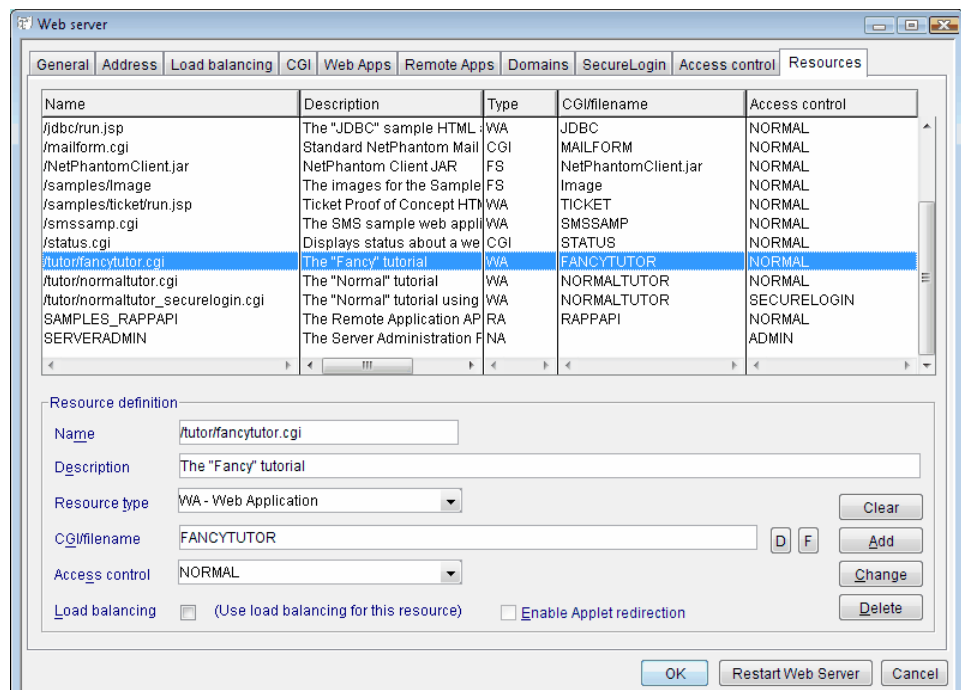 Web server
General Address Load balancing CGI Web Apps Remote Apps Domains SecureLogin Access control Resources
Name Description Type CGI/filename Access control
/jdbc/run.jsp The "JDBC" sample HTML WA JDBC NORMAL
/mailform.cgi Standard NetPhantom Mail CGI MAILFORM NORMAL
/NetPhantomClient.jar NetPhantom Client JAR FS NetPhantomClient.jar NORMAL
/samples/Image The images for the Sample FS Image NORMAL
/samples/ticket/run.jsp Ticket Proof of Concept HTM WA TICKET NORMAL
/smssamp.cgi The SMS sample web appli WA SMSSAMP NORMAL
/status.cgi Displays status about a we CGI STATUS NORMAL
/tutor/fancytutor.cgi The "Fancy" tutorial WA FANCYTUTOR NORMAL
/tutor/normaltutor.cgi The "Normal" tutorial WA NORMALTUTOR NORMAL
/tutor/normaltutor_securelogin.cgi The "Normal" tutorial using WA NORMALTUTOR SECURELOGIN
SAMPLES_RAPPAPI The Remote Application AP RA RAPPAPI NORMAL
SERVERADMIN The Server Administration P NA ADMIN
Resource definition
Name /tutor/fancytutor.cgi
Description The "Fancy" tutorial
Resource type WA - Web Application
Clear
CGI/filename FANCYTUTOR D F Add
Access control NORMAL Change
Load balancing (Use load balancing for this resource) Enable Applet redirection Delete
OK Restart Web Server Cancel